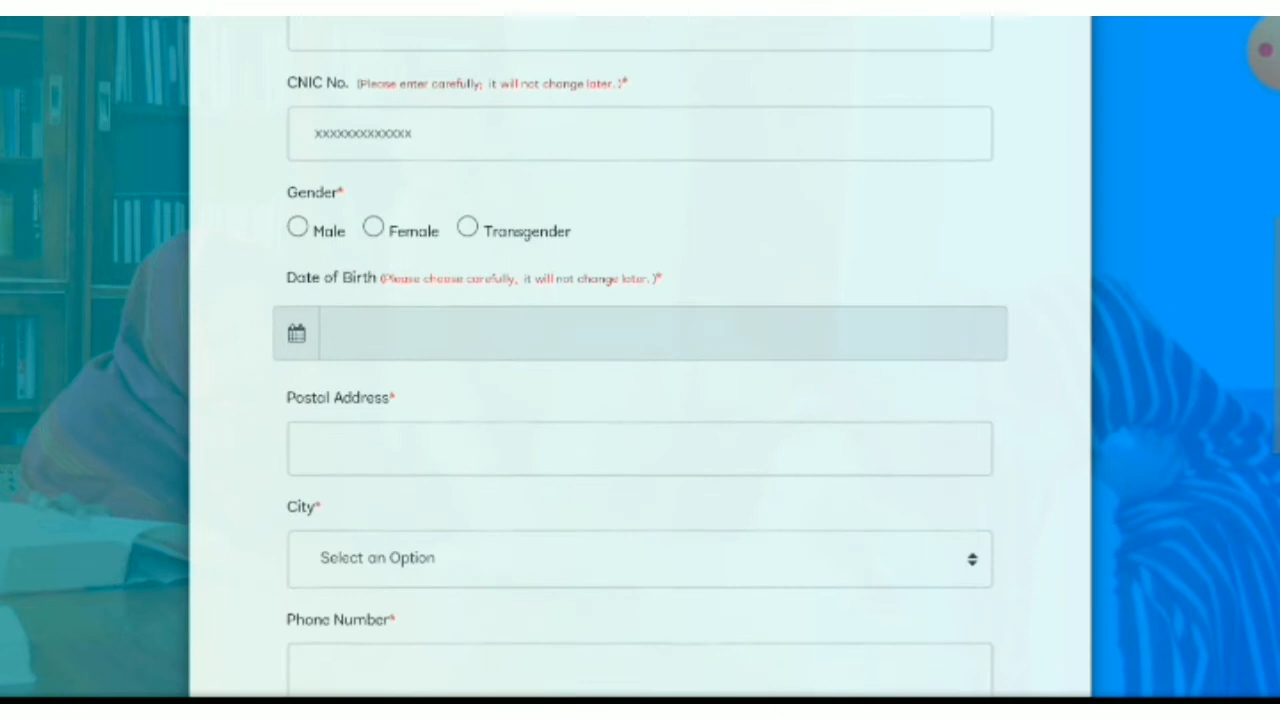 CNIC No. (Please enter carefully; it will not change later.)*
xxxxxxxxxxxxx
Gender*
Male Female Transgender
Date of Birth (Please choose carefully, it will not change later.)*
Postal Address*
City*
Select an Option
Phone Number*